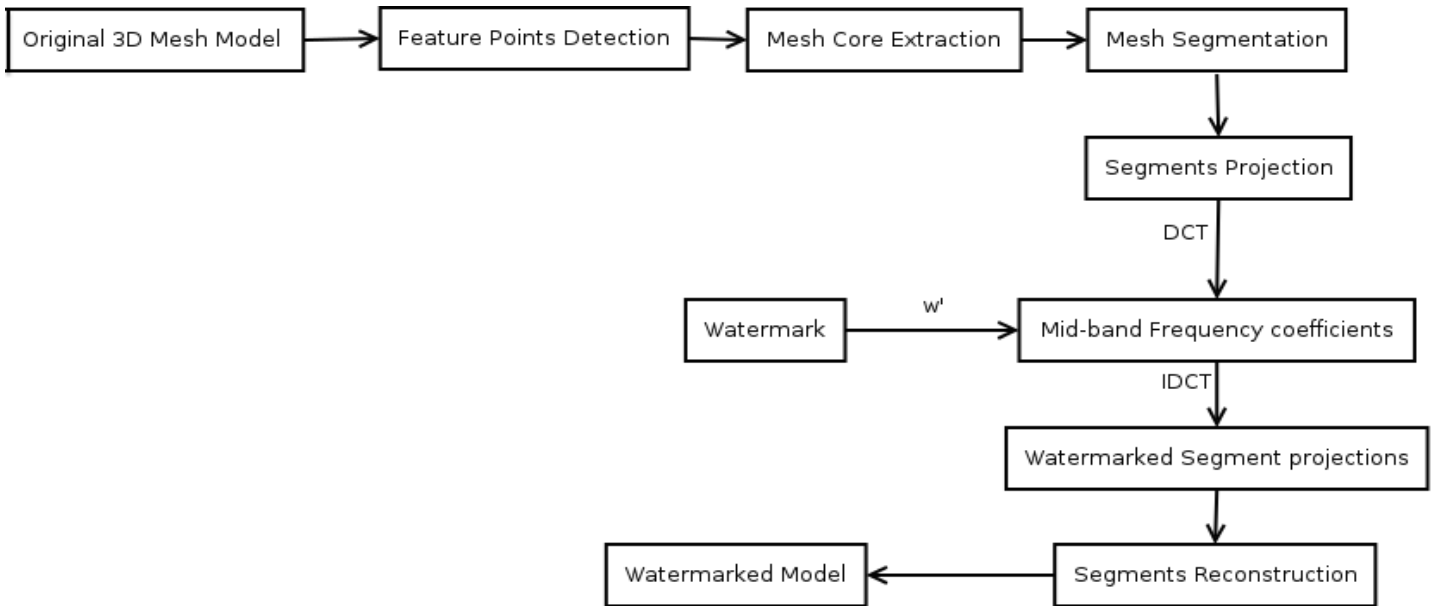 Original 3D Mesh Model
Feature Points Detection
Mesh Core Extraction
Mesh Segmentation
Segments Projection
DCT
Watermark
w'
Mid-band Frequency coefficients
IDCT
Watermarked Segment projections
Segments Reconstruction
Watermarked Model